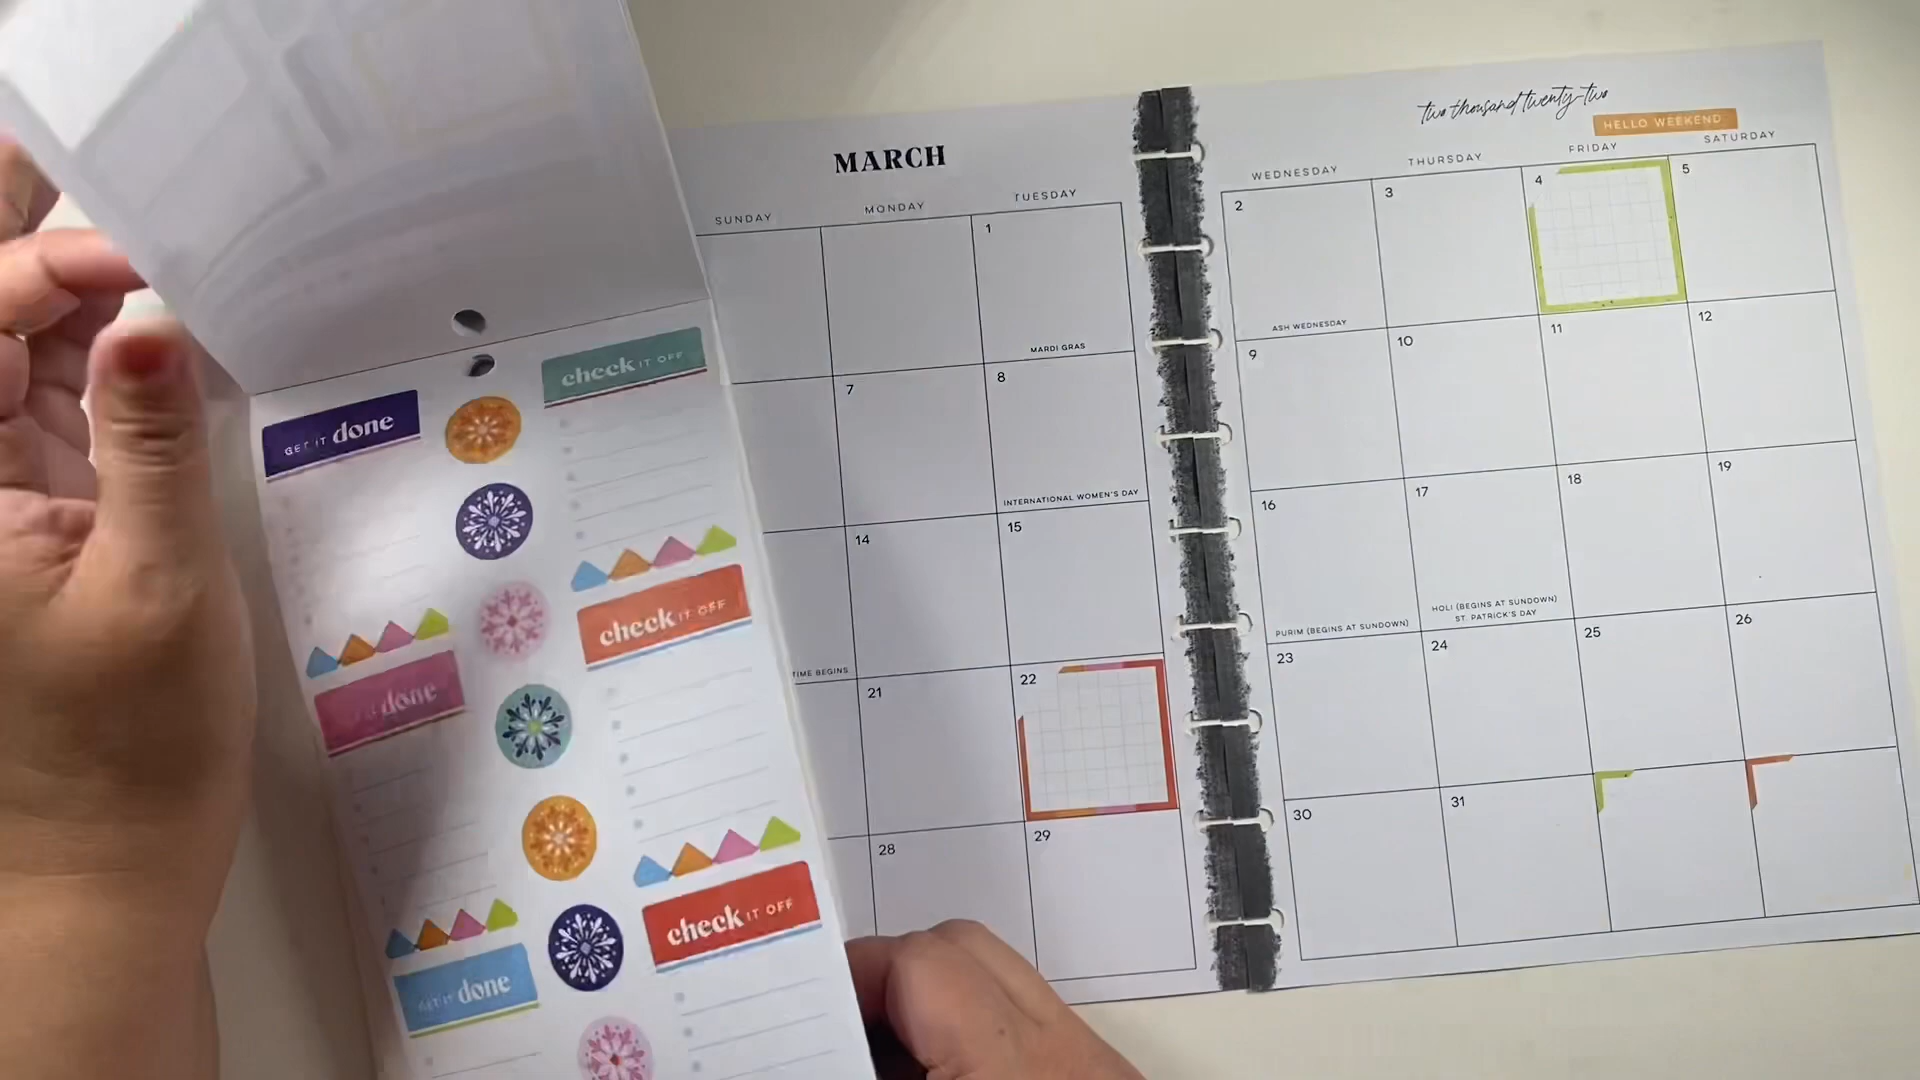 GET IT done
check IT OFF
done
check IT OFF
GET IT done
check IT OFF
MARCH
SUNDAY
MONDAY
TUESDAY
1
MARDI GRAS
7
8
INTERNATIONAL WOMEN'S DAY
14
15
TIME BEGINS
21
22
28
29
two thousand twenty-two
HELLO WEEKEND
WEDNESDAY
THURSDAY
FRIDAY
SATURDAY
2
ASH WEDNESDAY
3
4
5
9
10
11
12
16
PURIM (BEGINS AT SUNDOWN)
17
HOLI (BEGINS AT SUNDOWN)
ST. PATRICK'S DAY
18
19
23
24
25
26
30
31